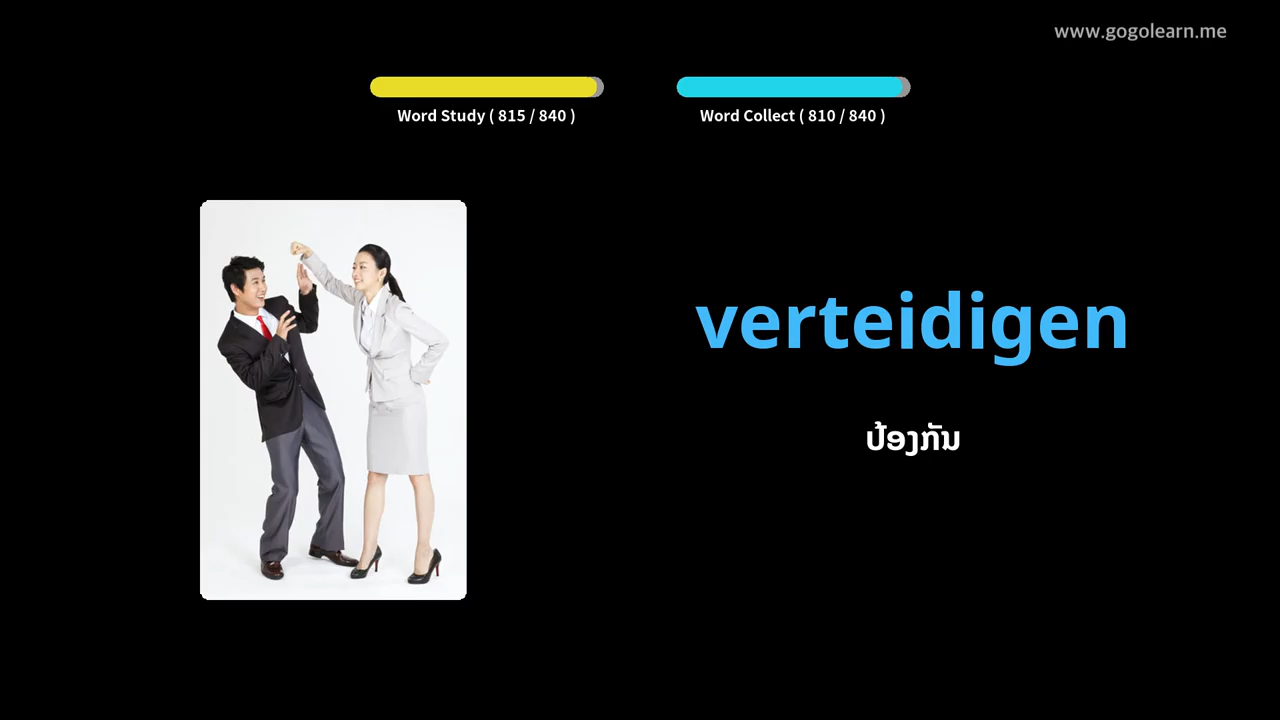 www.gogolearn.me
Word Study ( 815 / 840 )
Word Collect ( 810 / 840 )
verteidigen
ປ້ອງກັນ